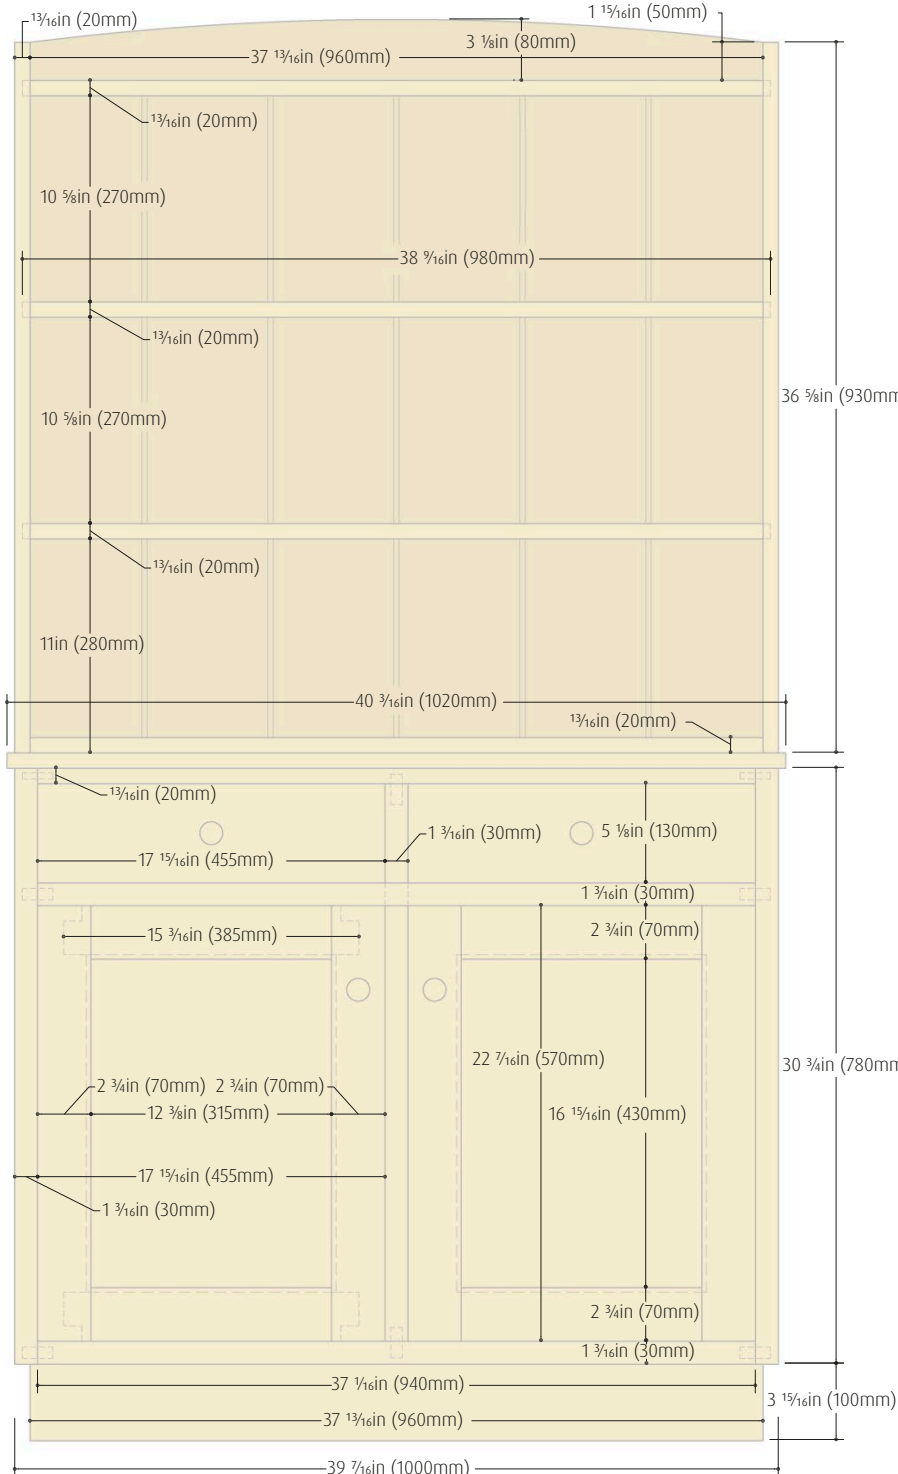 1 15⁄16in (50mm)
13⁄16in (20mm)
3 1⁄8in (80mm)
37 13⁄16in (960mm)
13⁄16in (20mm)
10 5⁄8in (270mm)
38 9⁄16in (980mm)
13⁄16in (20mm)
36 5⁄8in (930mm
10 5⁄8in (270mm)
13⁄16in (20mm)
11in (280mm)
40 3⁄16in (1020mm)
13⁄16in (20mm)
13⁄16in (20mm)
5 1⁄8in (130mm)
1 3⁄16in (30mm)
17 15⁄16in (455mm)
1 3⁄16in (30mm)
2 3⁄4in (70mm)
15 3⁄16in (385mm)
22 7⁄16in (570mm)
30 3⁄4in (780mm
2 3⁄4in (70mm) 2 3⁄4in (70mm)
12 3⁄8in (315mm)
16 15⁄16in (430mm)
17 15⁄16in (455mm)
1 3⁄16in (30mm)
2 3⁄4in (70mm)
1 3⁄16in (30mm)
37 1⁄16in (940mm)
3 15⁄16in (100mm)
37 13⁄16in (960mm)
39 7⁄16in (1000mm)